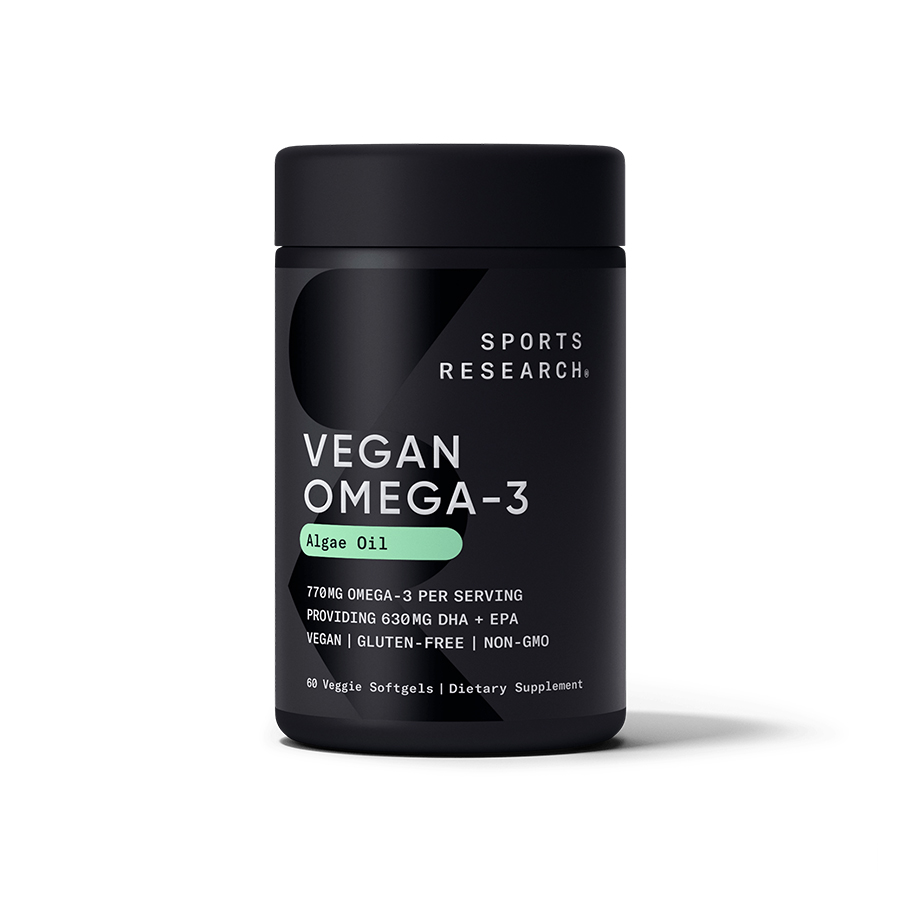 SPORTS
RESEARCH®
VEGAN
OMEGA-3
Algae Oil
770MG OMEGA-3 PER SERVING
PROVIDING 630MG DHA + EPA
VEGAN | GLUTEN-FREE | NON-GMO
60 Veggie Softgels | Dietary Supplement